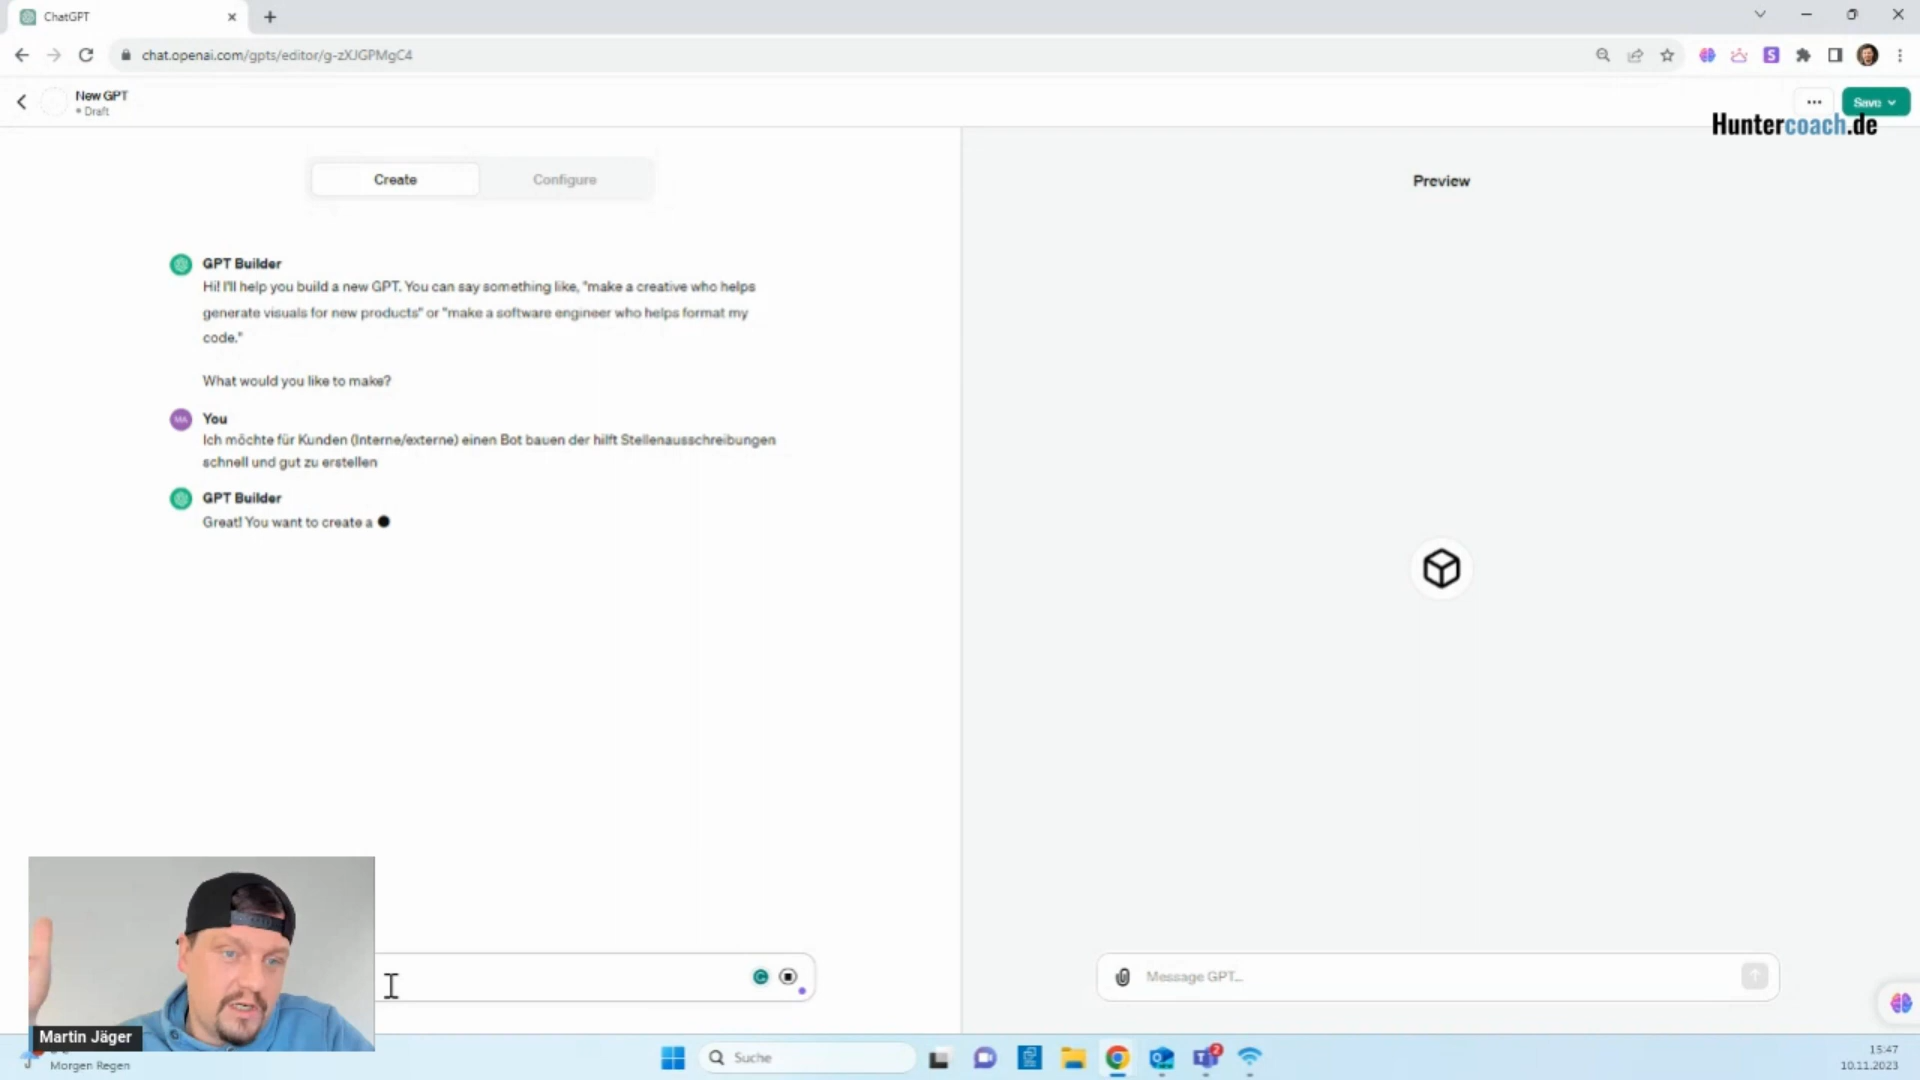 ChatGPT
chat.openai.com/gpts/editor/g-zXJGPMgC4
New GPT
Draft
Save
Huntercoach.de
Create
Configure
Preview
GPT Builder
Hi! I'll help you build a new GPT. You can say something like, "make a creative who helps
generate visuals for new products" or "make a software engineer who helps format my
code."
What would you like to make?
MA
You
Ich möchte für Kunden (Interne/externe) einen Bot bauen der hilft Stellenausschreibungen
schnell und gut zu erstellen
GPT Builder
Great! You want to create a
Message GPT...
Martin Jäger
Morgen Regen
Suche
2
15:47
10.11.2023